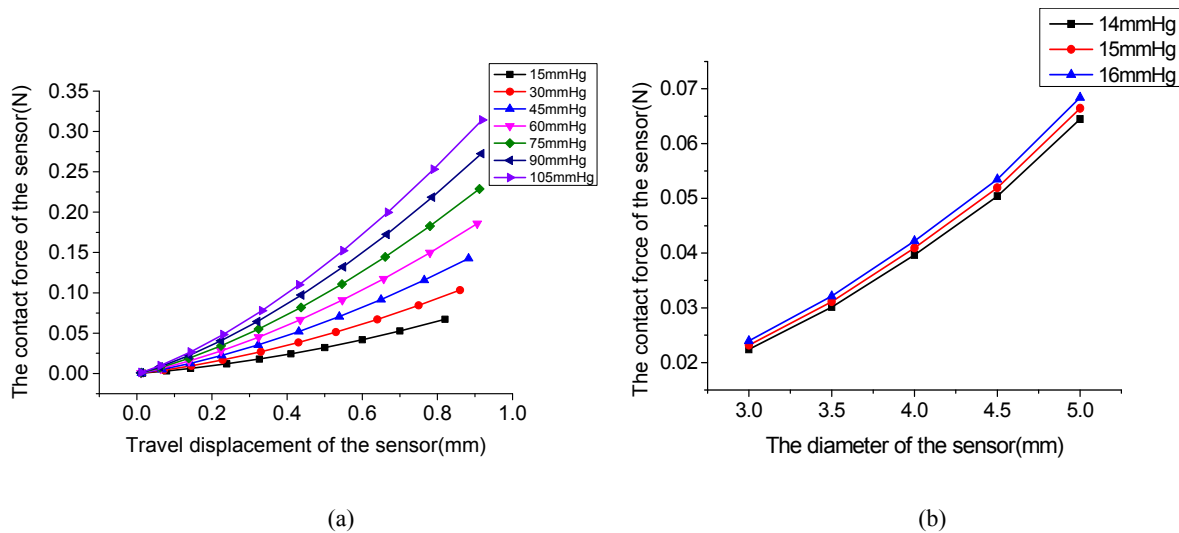 15mmHg
30mmHg
45mmHg
60mmHg
75mmHg
90mmHg
105mmHg
The contact force of the sensor(N)
0.35
0.30
0.25
0.20
0.15
0.10
0.05
0.00
0.0 0.2 0.4 0.6 0.8 1.0
Travel displacement of the sensor(mm)
(a)
14mmHg
15mmHg
16mmHg
The contact force of the sensor(N)
0.07
0.06
0.05
0.04
0.03
0.02
3.0 3.5 4.0 4.5 5.0
The diameter of the sensor(mm)
(b)